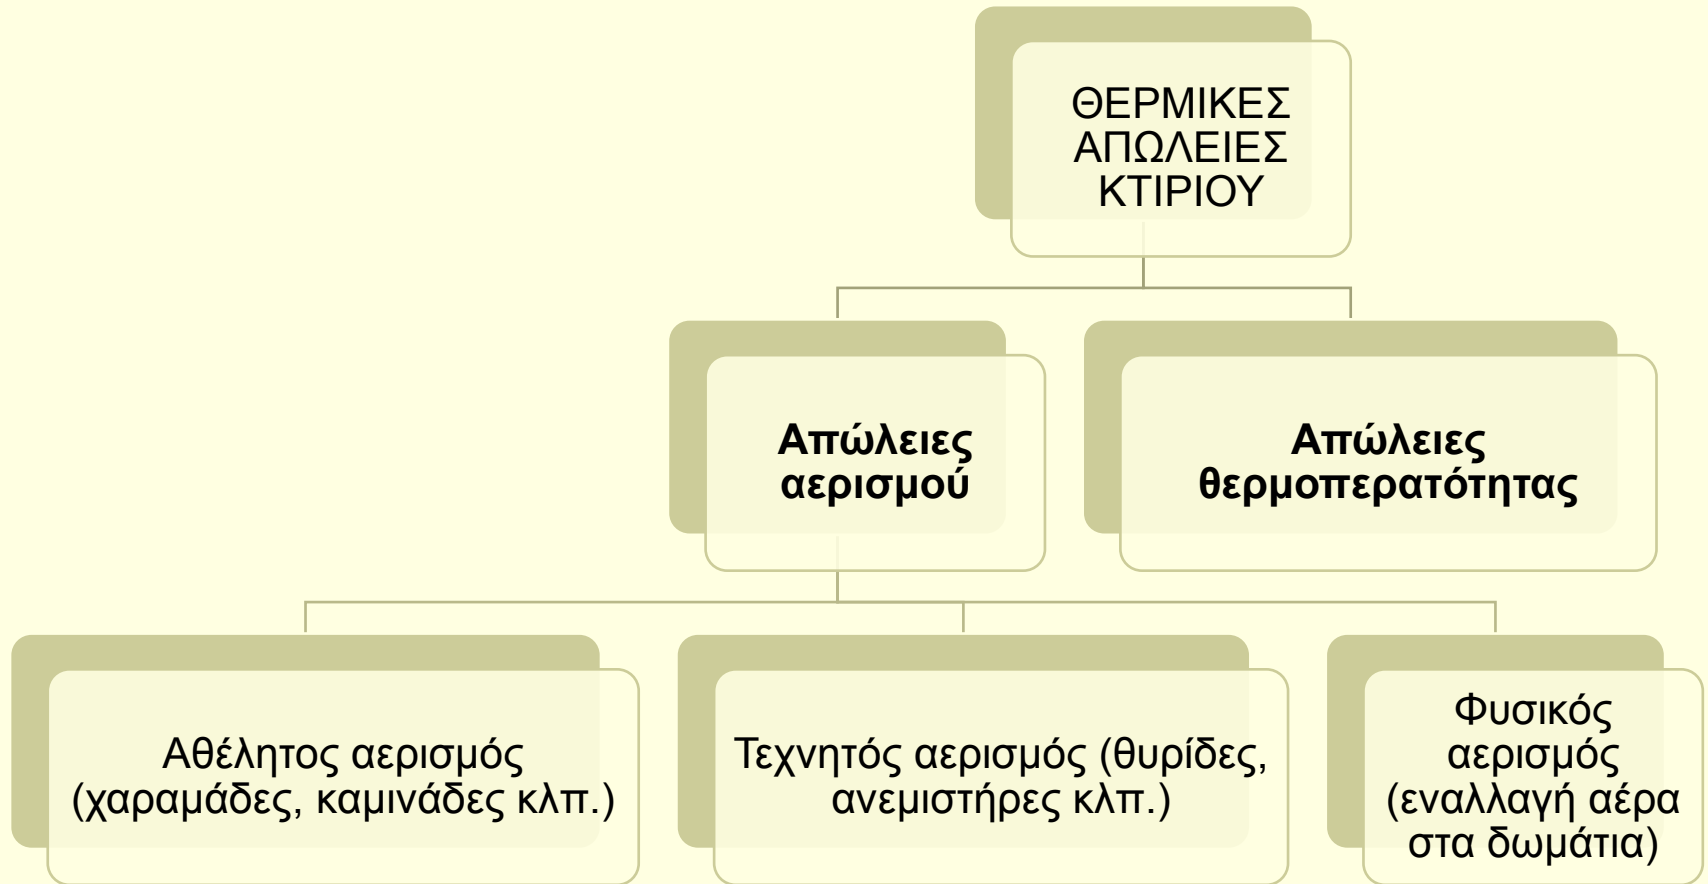 ΘΕΡΜΙΚΕΣ
ΑΠΩΛΕΙΕΣ
ΚΤΙΡΙΟΥ
Απώλειες
αερισμού
Απώλειες
θερμοπερατότητας
Αθέλητος αερισμός
(χαραμάδες, καμινάδες κλπ.)
Τεχνητός αερισμός (θυρίδες,
ανεμιστήρες κλπ.)
Φυσικός
αερισμός
(εναλλαγή αέρα
στα δωμάτια)